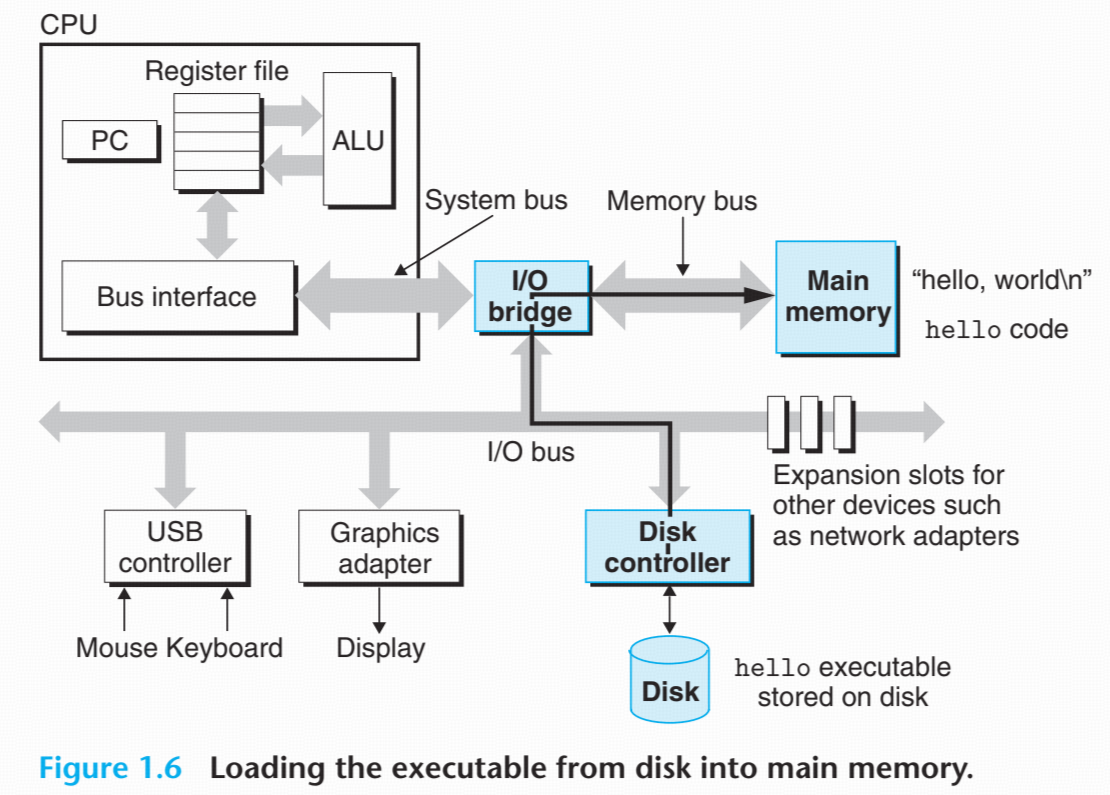 CPU
Register file
PC
ALU
System bus
Memory bus
Bus interface
I/O
bridge
Main
memory
“hello, world\n”
hello code
I/O bus
Expansion slots for
other devices such
as network adapters
USB
controller
Graphics
adapter
Disk
controller
Mouse Keyboard
Display
Disk
hello executable
stored on disk
Figure 1.6 Loading the executable from disk into main memory.